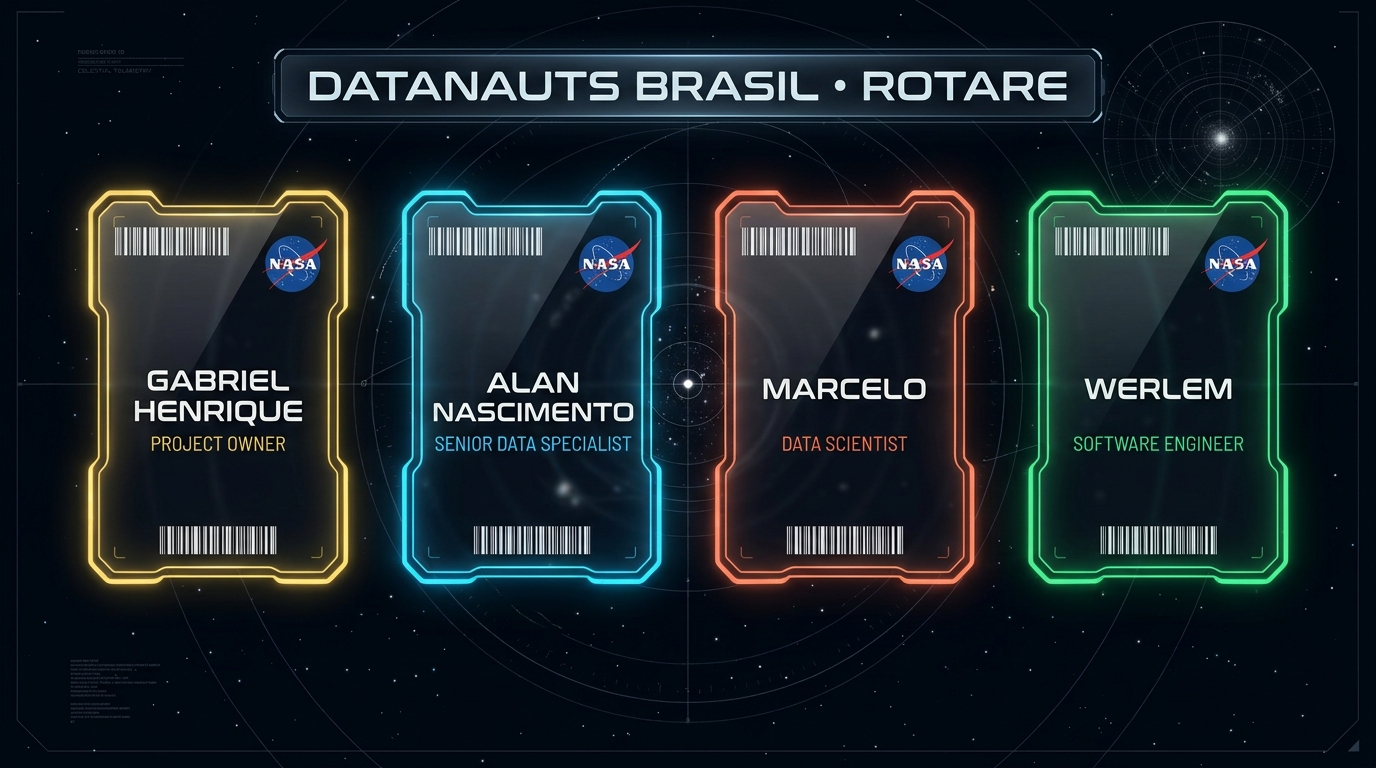 DATANAUTS BRASIL • ROTARE
NASA
NASA
NASA
NASA
GABRIEL
HENRIQUE
PROJECT OWNER
ALAN
NASCIMENTO
SENIOR DATA SPECIALIST
MARCELO
DATA SCIENTIST
WERLEM
SOFTWARE ENGINEER